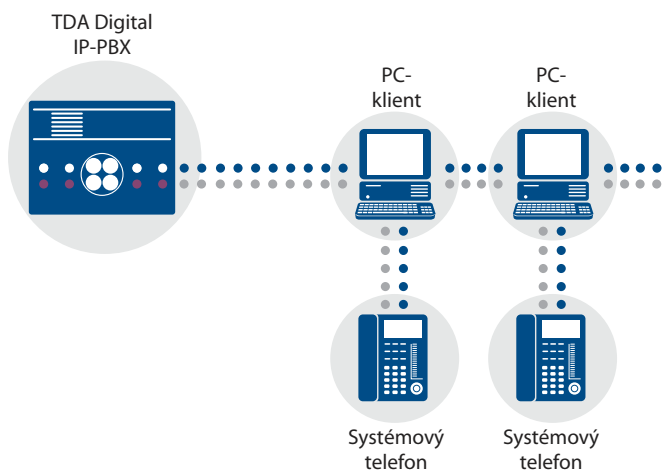 TDA Digital
IP-PBX
PC-
klient
PC-
klient
Systémový
telefon
Systémový
telefon